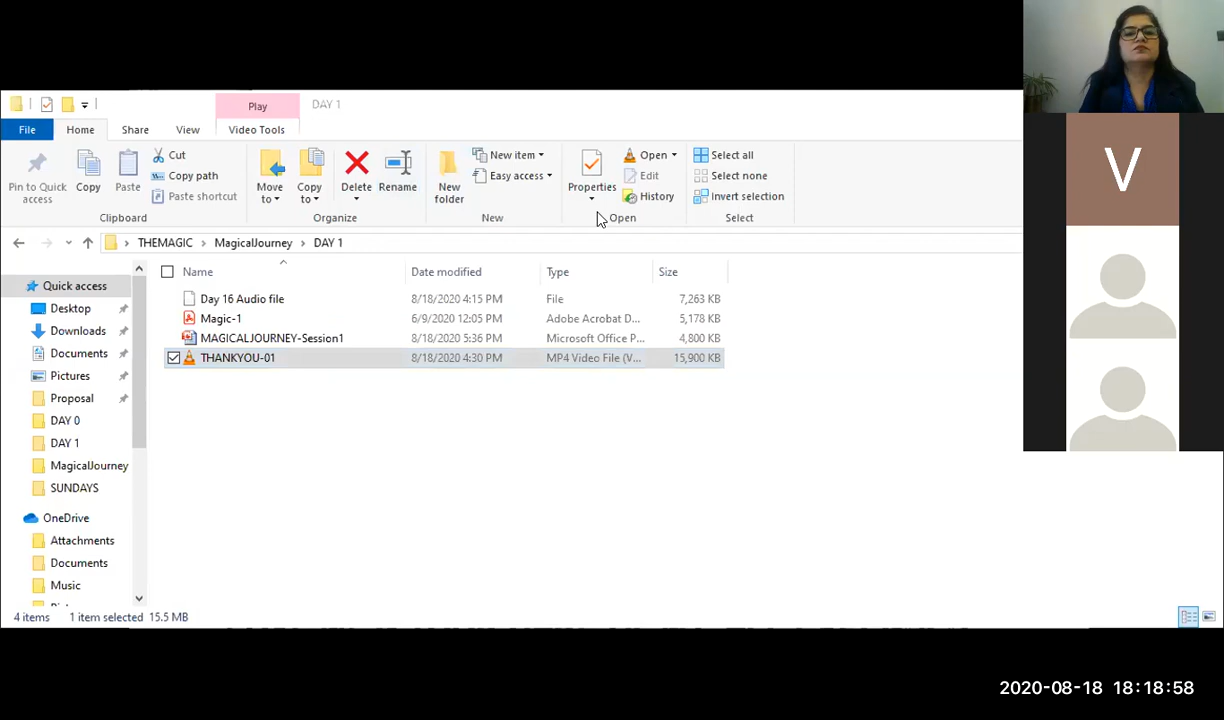 Play
DAY 1
File
Home
Share
View
Video Tools
Pin to Quick
access
Copy
Paste
Cut
Copy path
Paste shortcut
Clipboard
Move
to
Copy
to
Delete
Rename
Organize
New
folder
New item
Easy access
New
Properties
Open
Edit
History
Open
Select all
Select none
Invert selection
Select
THEMAGIC > MagicalJourney > DAY 1
Name Date modified Type Size
Day 16 Audio file 8/18/2020 4:15 PM File 7,263 KB
Magic-1 6/9/2020 12:05 PM Adobe Acrobat D... 5,178 KB
MAGICALJOURNEY-Session1 8/18/2020 5:36 PM Microsoft Office P... 4,800 KB
THANKYOU-01 8/18/2020 4:30 PM MP4 Video File (V... 15,900 KB
Quick access
Desktop
Downloads
Documents
Pictures
Proposal
DAY 0
DAY 1
MagicalJourney
SUNDAYS
OneDrive
Attachments
Documents
Music
4 items 1 item selected 15.5 MB
V
2020-08-18 18:18:58